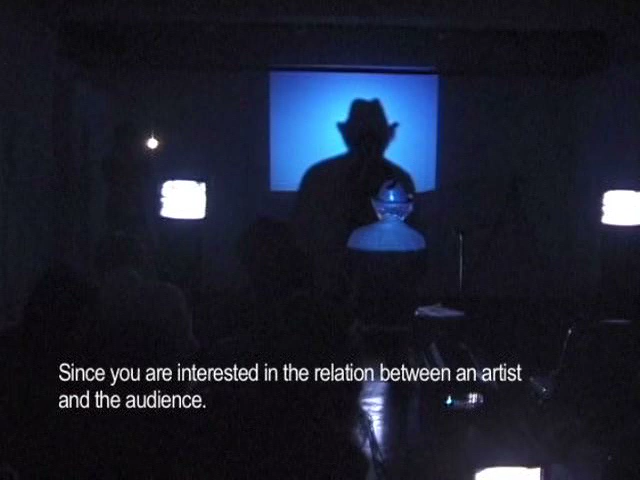 Since you are interested in the relation between an artist
and the audience.